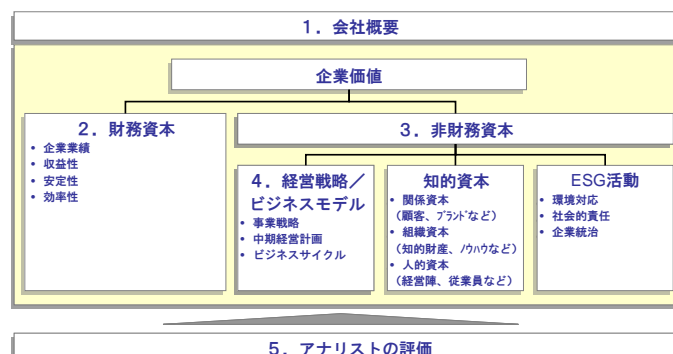 1．会社概要
企業価値
2．財務資本
• 企業業績
• 収益性
• 安定性
• 効率性
3．非財務資本
4．経営戦略／
ビジネスモデル
• 事業戦略
• 中期経営計画
• ビジネスサイクル
知的資本
• 関係資本
（顧客、ブランドなど）
• 組織資本
（知的財産、ノウハウなど）
• 人的資本
（経営陣、従業員など）
ESG活動
• 環境対応
• 社会的責任
• 企業統治
5．アナリストの評価